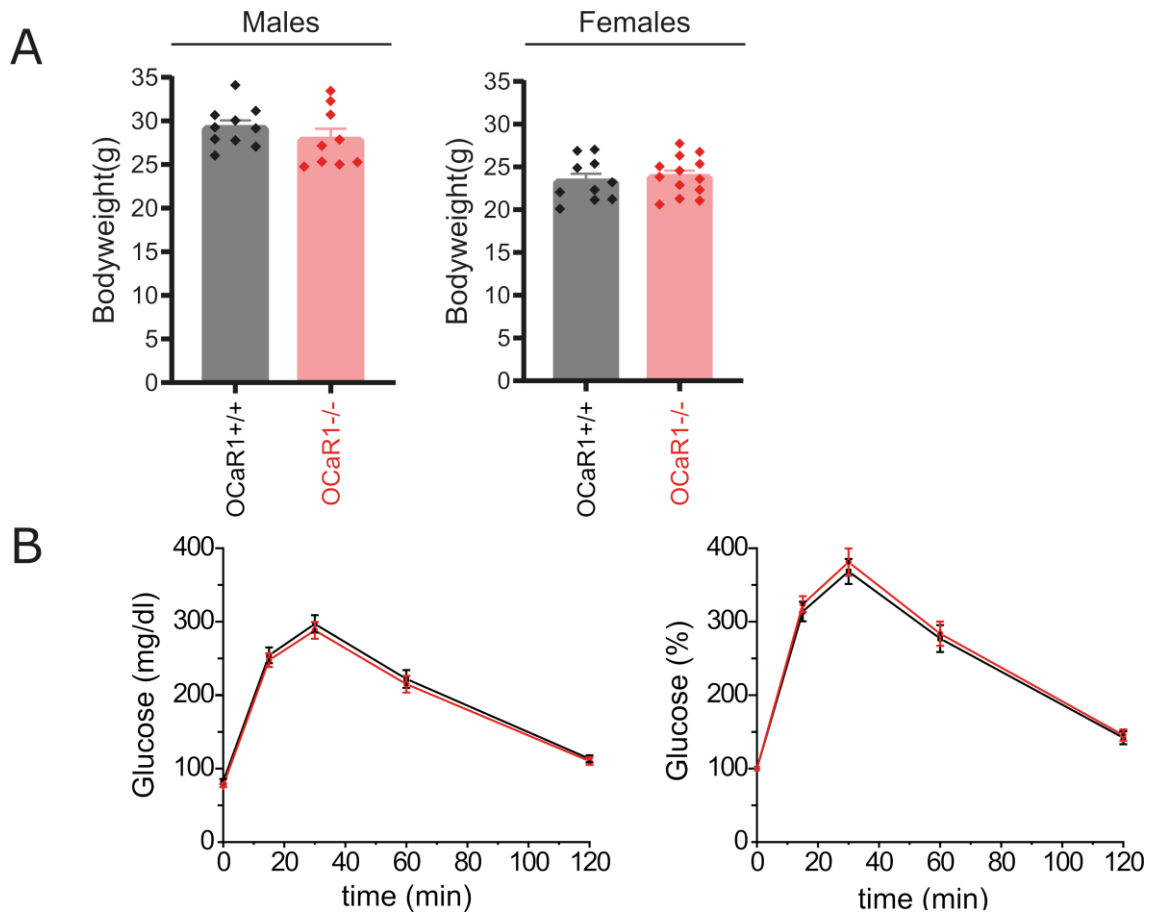 A
Males
Females
Bodyweight(g)
35
30
25
20
15
10
5
0
OCaR1+/+
OCaR1-/-
Bodyweight(g)
35
30
25
20
15
10
5
0
OCaR1+/+
OCaR1-/-
B
Glucose (mg/dl)
400
300
200
100
0
0 20 40 60 80 100 120
time (min)
Glucose (%)
400
300
200
100
0
0 20 40 60 80 100 120
time (min)